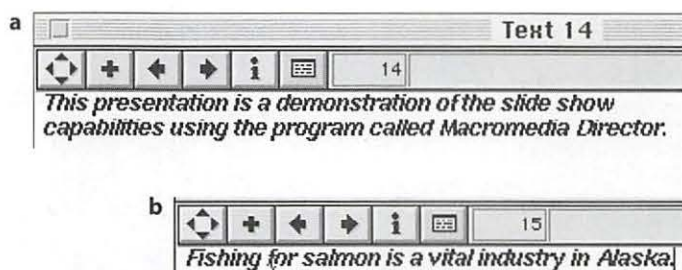 a
Text 14
14
This presentation is a demonstration of the slide show
capabilities using the program called Macromedia Director.
b
15
Fishing for salmon is a vital industry in Alaska.